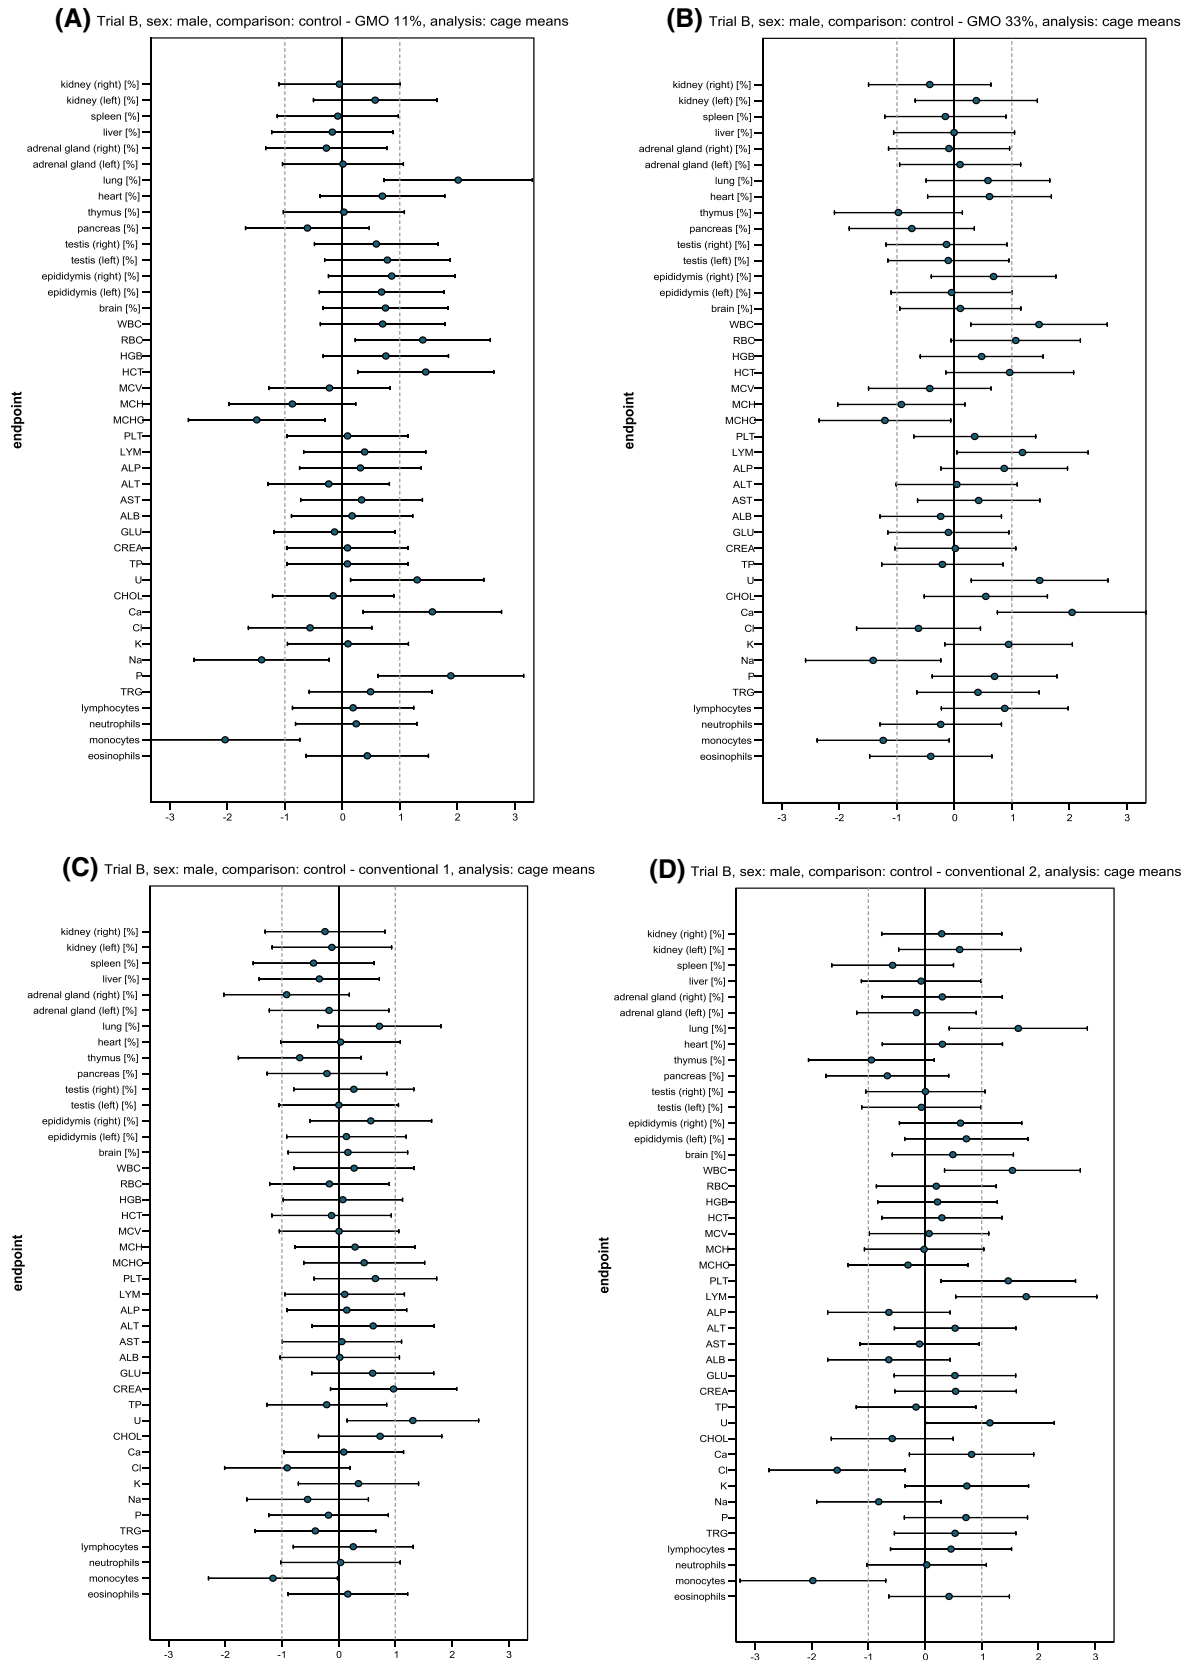 (A) Trial B, sex: male, comparison: control - GMO 11%, analysis: cage means
endpoint
kidney (right) [%]
kidney (left) [%]
spleen [%]
liver [%]
adrenal gland (right) [%]
adrenal gland (left) [%]
lung [%]
heart [%]
thymus [%]
pancreas [%]
testis (right) [%]
testis (left) [%]
epididymis (right) [%]
epididymis (left) [%]
brain [%]
WBC
RBC
HGB
HCT
MCV
MCH
MCHC
PLT
LYM
ALP
ALT
AST
ALB
GLU
CREA
TP
U
CHOL
Ca
Cl
K
Na
P
TRG
lymphocytes
neutrophils
monocytes
eosinophils
-3 -2 -1 0 1 2 3
(B) Trial B, sex: male, comparison: control - GMO 33%, analysis: cage means
endpoint
kidney (right) [%]
kidney (left) [%]
spleen [%]
liver [%]
adrenal gland (right) [%]
adrenal gland (left) [%]
lung [%]
heart [%]
thymus [%]
pancreas [%]
testis (right) [%]
testis (left) [%]
epididymis (right) [%]
epididymis (left) [%]
brain [%]
WBC
RBC
HGB
HCT
MCV
MCH
MCHC
PLT
LYM
ALP
ALT
AST
ALB
GLU
CREA
TP
U
CHOL
Ca
Cl
K
Na
P
TRG
lymphocytes
neutrophils
monocytes
eosinophils
-3 -2 -1 0 1 2 3
(C) Trial B, sex: male, comparison: control - conventional 1, analysis: cage means
endpoint
kidney (right) [%]
kidney (left) [%]
spleen [%]
liver [%]
adrenal gland (right) [%]
adrenal gland (left) [%]
lung [%]
heart [%]
thymus [%]
pancreas [%]
testis (right) [%]
testis (left) [%]
epididymis (right) [%]
epididymis (left) [%]
brain [%]
WBC
RBC
HGB
HCT
MCV
MCH
MCHC
PLT
LYM
ALP
ALT
AST
ALB
GLU
CREA
TP
U
CHOL
Ca
Cl
K
Na
P
TRG
lymphocytes
neutrophils
monocytes
eosinophils
-3 -2 -1 0 1 2 3
(D) Trial B, sex: male, comparison: control - conventional 2, analysis: cage means
endpoint
kidney (right) [%]
kidney (left) [%]
spleen [%]
liver [%]
adrenal gland (right) [%]
adrenal gland (left) [%]
lung [%]
heart [%]
thymus [%]
pancreas [%]
testis (right) [%]
testis (left) [%]
epididymis (right) [%]
epididymis (left) [%]
brain [%]
WBC
RBC
HGB
HCT
MCV
MCH
MCHC
PLT
LYM
ALP
ALT
AST
ALB
GLU
CREA
TP
U
CHOL
Ca
Cl
K
Na
P
TRG
lymphocytes
neutrophils
monocytes
eosinophils
-3 -2 -1 0 1 2 3